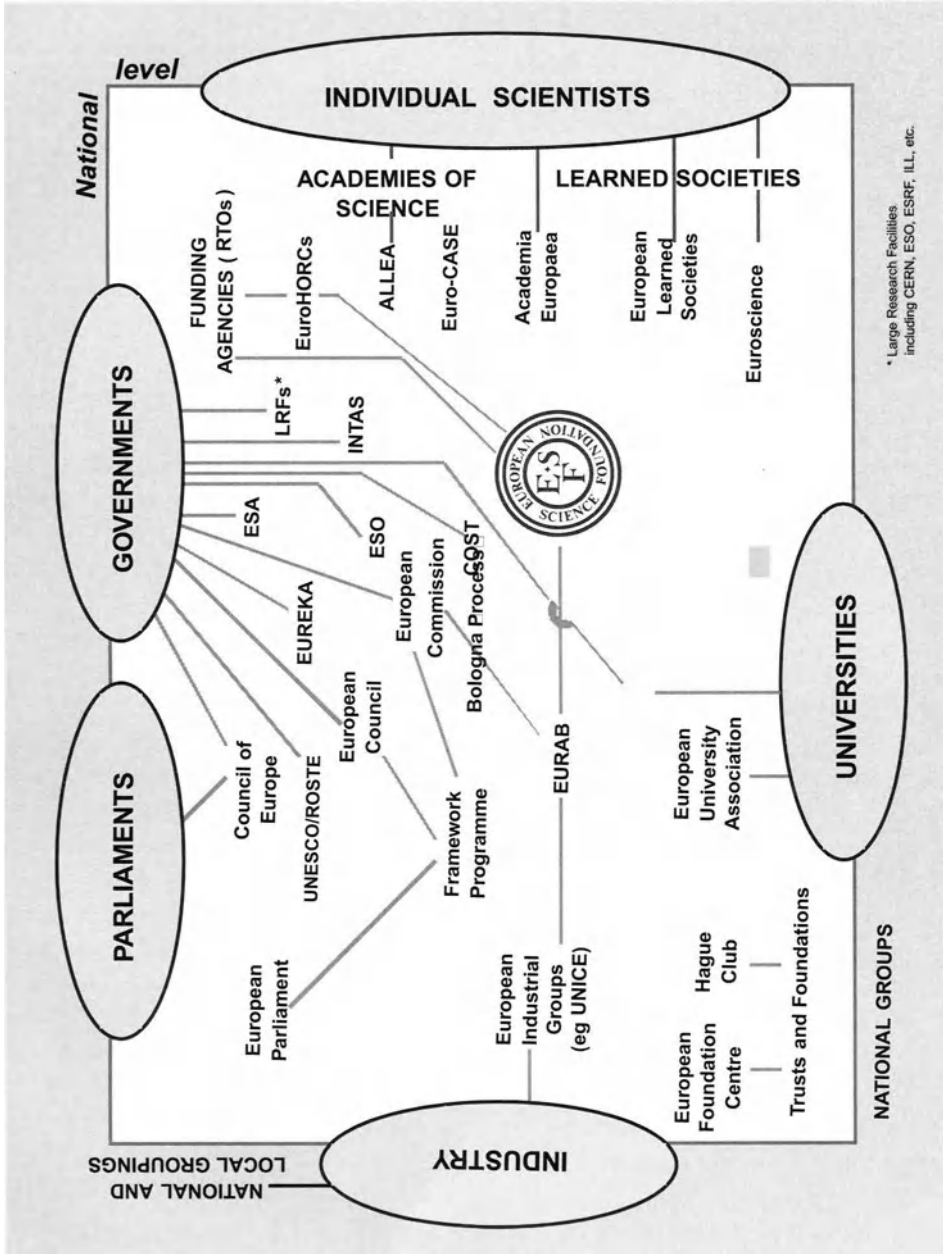 National
level
PARLIAMENTS
GOVERNMENTS
INDIVIDUAL SCIENTISTS
INDUSTRY
UNIVERSITIES
NATIONAL AND
LOCAL GROUPINGS
NATIONAL GROUPS
FUNDING
AGENCIES ( RTOs )
EuroHORCs
LRFs*
INTAS
ESA
ESO
EUREKA
European
Council
Council of
Europe
UNESCO/ROSTE
European
Parliament
Framework
Programme
European
Commission
COST
Bologna Process
EURAB
European
Industrial
Groups
(eg UNICE)
EUROPEAN SCIENCE FOUNDATION
E S
F
ACADEMIES OF
SCIENCE
ALLEA
Euro-CASE
Academia
Europaea
LEARNED SOCIETIES
European
Learned
Societies
Euroscience
European
University
Association
Hague
Club
European
Foundation
Centre
Trusts and Foundations
* Large Research Facilities
including CERN, ESO, ESRF, ILL, etc.